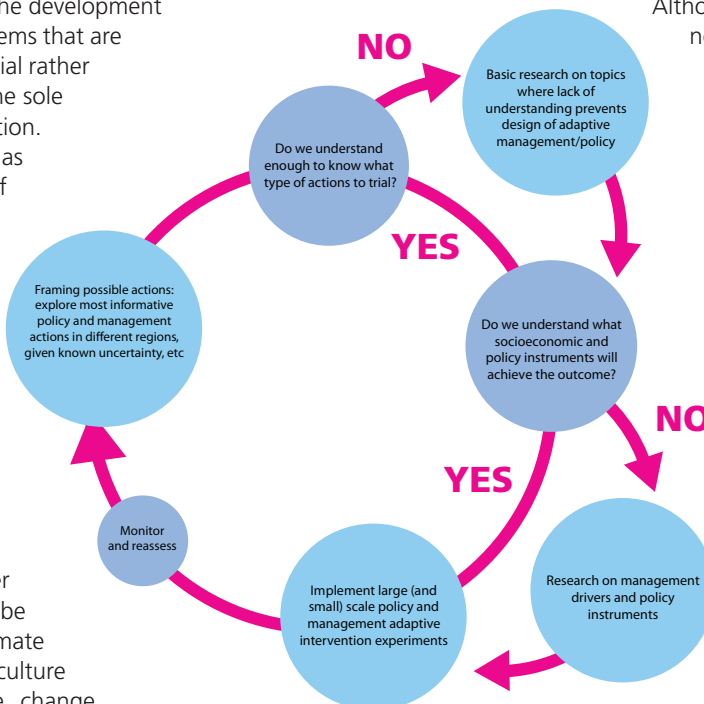 he development
ems that are
ial rather
he sole
tion.
as
f
Altho
n
NO
Basic research on topics
where lack of
understanding prevents
design of adaptive
management/policy
Do we understand
enough to know what
type of actions to trial?
YES
Framing possible actions:
explore most informative
policy and management
actions in different regions,
given known uncertainty, etc
Do we understand what
socioeconomic and
policy instruments will
achieve the outcome?
NO
YES
Monitor
and reassess
Implement large (and
small) scale policy and
management adaptive
intervention experiments
Research on management
drivers and policy
instruments
er
be
mate
culture
change